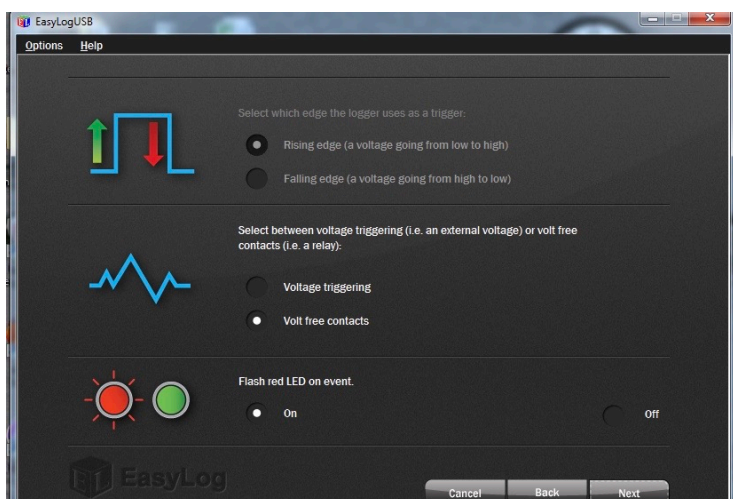 EasyLogUSB
Options Help
Select which edge the logger uses as a trigger:
Rising edge (a voltage going from low to high)
Falling edge (a voltage going from high to low)
Select between voltage triggering (i.e. an external voltage) or volt free
contacts (i.e. a relay):
Voltage triggering
Volt free contacts
Flash red LED on event.
On Off
EasyLog
Cancel Back Next